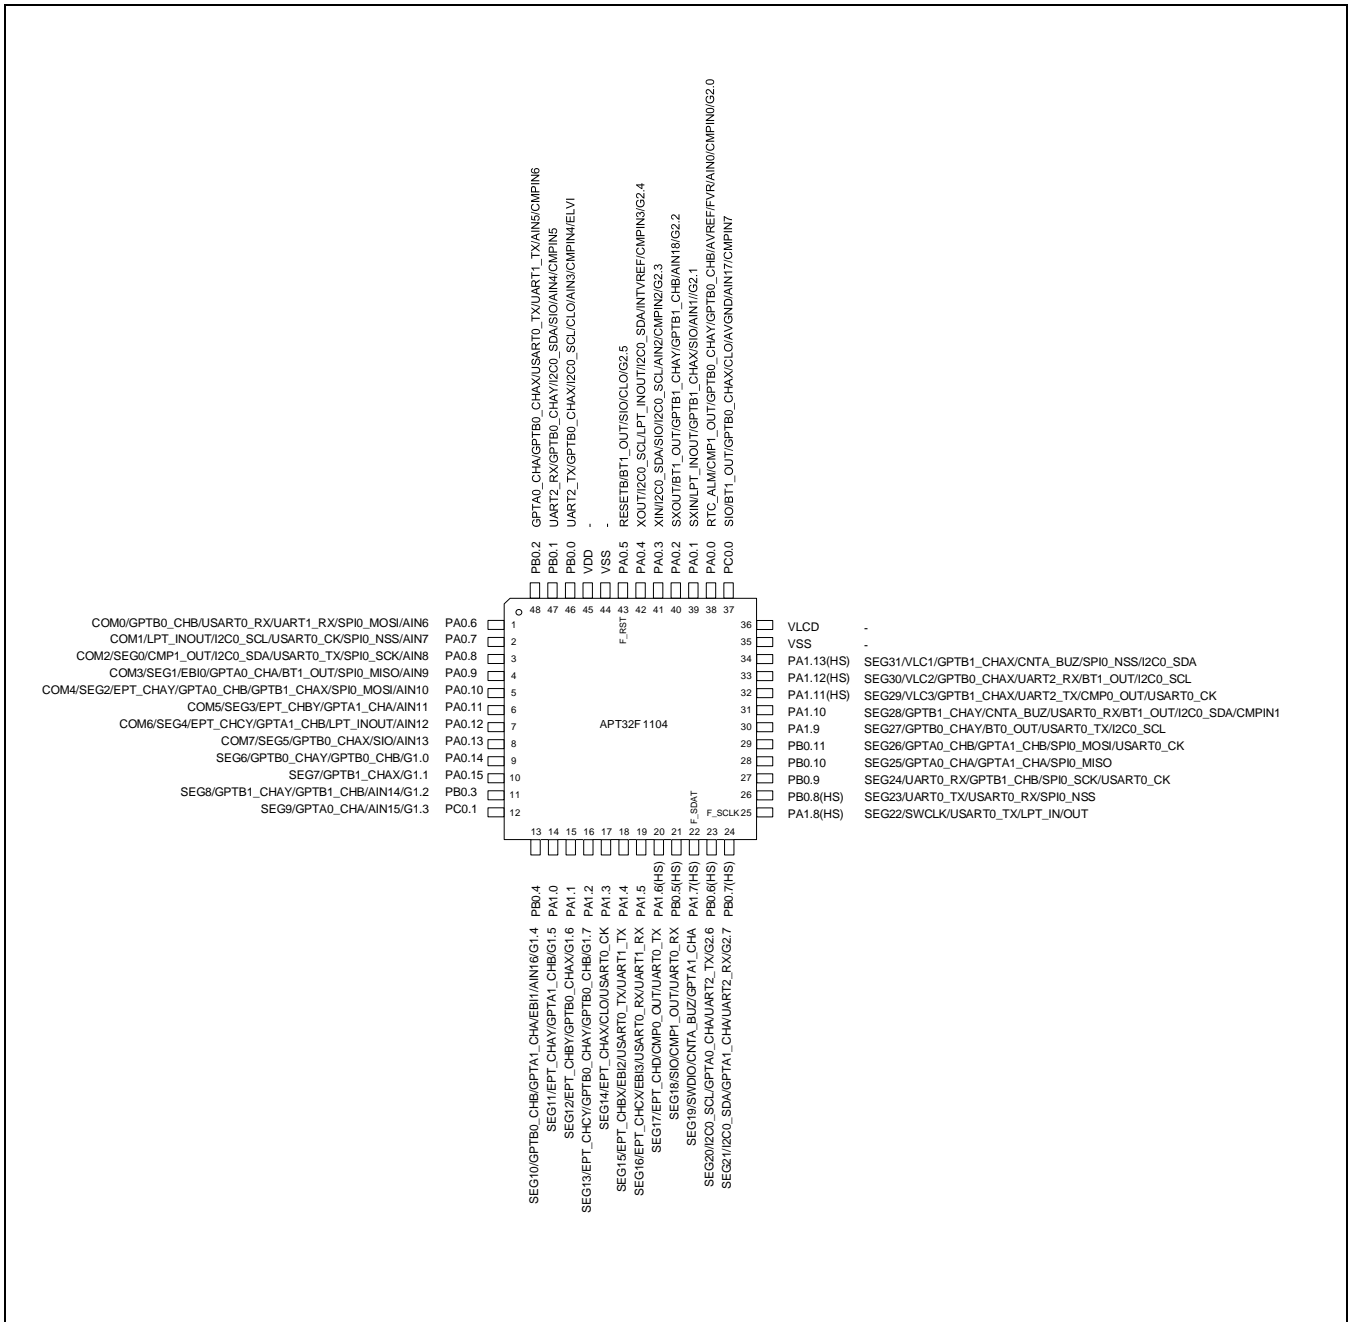 GPTA0_CHA/GPTB0_CHAX/USART0_TX/UART1_TX/AIN5/CMPIN6
UART2_RX/GPTB0_CHAY/I2C0_SDA/SIO/AIN4/CMPIN5
UART2_TX/GPTB0_CHAX/I2C0_SCL/CLO/AIN3/CMPIN4/ELVI
-
-
RESETB/BT1_OUT/SIO/CLO/G2.5
XOUT/I2C0_SCL/LPT_INOUT/I2C0_SDA/INTVREF/CMPIN3/G2.4
XIN/I2C0_SDA/SIO/I2C0_SCL/AIN2/CMPIN2/G2.3
SXOUT/BT1_OUT/GPTB1_CHAY/GPTB1_CHB/AIN18/G2.2
SXIN/LPT_INOUT/GPTB1_CHAX/SIO/AIN1//G2.1
RTC_ALM/CMP1_OUT/GPTB0_CHAY/GPTB0_CHB/AVREF/FVR/AIN0/CMPIN0/G2.0
SIO/BT1_OUT/GPTB0_CHAX/CLO/AVGND/AIN17/CMPIN7
PB0.2
PB0.1
PB0.0
VDD
VSS
PA0.5
PA0.4
PA0.3
PA0.2
PA0.1
PA0.0
PC0.0
48 47 46 45 44 43 42 41 40 39 38 37
F_RST
COM0/GPTB0_CHB/USART0_RX/UART1_RX/SPI0_MOSI/AIN6 PA0.6 1
COM1/LPT_INOUT/I2C0_SCL/USART0_CK/SPI0_NSS/AIN7 PA0.7 2
COM2/SEG0/CMP1_OUT/I2C0_SDA/USART0_TX/SPI0_SCK/AIN8 PA0.8 3
COM3/SEG1/EBI0/GPTA0_CHA/BT1_OUT/SPI0_MISO/AIN9 PA0.9 4
COM4/SEG2/EPT_CHAY/GPTA0_CHB/GPTB1_CHAX/SPI0_MOSI/AIN10 PA0.10 5
COM5/SEG3/EPT_CHBY/GPTA1_CHA/AIN11 PA0.11 6
COM6/SEG4/EPT_CHCY/GPTA1_CHB/LPT_INOUT/AIN12 PA0.12 7
COM7/SEG5/GPTB0_CHAX/SIO/AIN13 PA0.13 8
SEG6/GPTB0_CHAY/GPTB0_CHB/G1.0 PA0.14 9
SEG7/GPTB1_CHAX/G1.1 PA0.15 10
SEG8/GPTB1_CHAY/GPTB1_CHB/AIN14/G1.2 PB0.3 11
SEG9/GPTA0_CHA/AIN15/G1.3 PC0.1 12
APT32F1104
36 VLCD -
35 VSS -
34 PA1.13(HS) SEG31/VLC1/GPTB1_CHAX/CNTA_BUZ/SPI0_NSS/I2C0_SDA
33 PA1.12(HS) SEG30/VLC2/GPTB0_CHAX/UART2_RX/BT1_OUT/I2C0_SCL
32 PA1.11(HS) SEG29/VLC3/GPTB1_CHAX/UART2_TX/CMP0_OUT/USART0_CK
31 PA1.10 SEG28/GPTB1_CHAY/CNTA_BUZ/USART0_RX/BT1_OUT/I2C0_SDA/CMPIN1
30 PA1.9 SEG27/GPTB0_CHAY/BT0_OUT/USART0_TX/I2C0_SCL
29 PB0.11 SEG26/GPTA0_CHB/GPTA1_CHB/SPI0_MOSI/USART0_CK
28 PB0.10 SEG25/GPTA0_CHA/GPTA1_CHA/SPI0_MISO
27 PB0.9 SEG24/UART0_RX/GPTB1_CHB/SPI0_SCK/USART0_CK
26 PB0.8(HS) SEG23/UART0_TX/USART0_RX/SPI0_NSS
F_SCLK 25 PA1.8(HS) SEG22/SWCLK/USART0_TX/LPT_IN/OUT
F_SDAT
13 14 15 16 17 18 19 20 21 22 23 24
PB0.4
PA1.0
PA1.1
PA1.2
PA1.3
PA1.4
PA1.5
PA1.6(HS)
PB0.5(HS)
PA1.7(HS)
PB0.6(HS)
PB0.7(HS)
SEG10/GPTB0_CHB/GPTA1_CHA/EBI1/AIN16/G1.4
SEG11/EPT_CHAY/GPTA1_CHB/G1.5
SEG12/EPT_CHBY/GPTB0_CHAX/G1.6
SEG13/EPT_CHCY/GPTB0_CHAY/GPTB0_CHB/G1.7
SEG14/EPT_CHAX/CLO/USART0_CK
SEG15/EPT_CHBX/EBI2/USART0_TX/UART1_TX
SEG16/EPT_CHCX/EBI3/USART0_RX/UART1_RX
SEG17/EPT_CHD/CMP0_OUT/UART0_TX
SEG18/SIO/CMP1_OUT/UART0_RX
SEG19/SWDIO/CNTA_BUZ/GPTA1_CHA
SEG20/I2C0_SCL/GPTA0_CHA/UART2_TX/G2.6
SEG21/I2C0_SDA/GPTA1_CHA/UART2_RX/G2.7